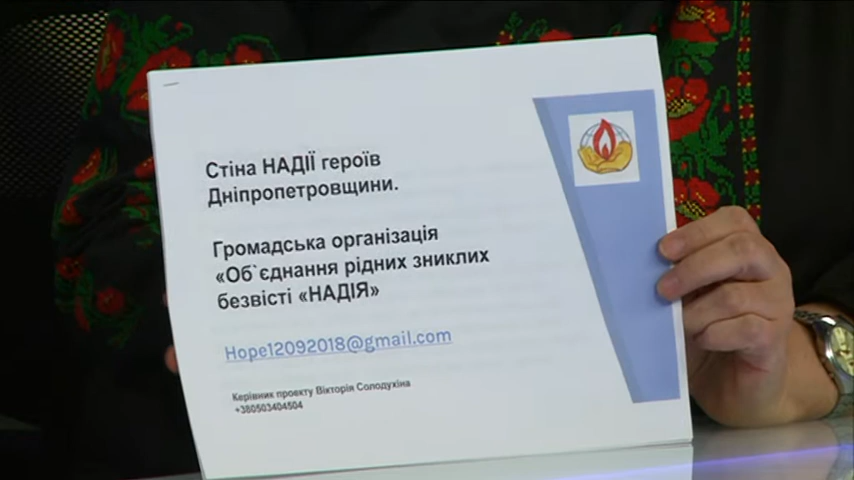 Стіна НАДІЇ героїв
Дніпропетровщини.
Громадська організація
«Об`єднання рідних зниклих
безвісті «НАДІЯ»
Hope12092018@gmail.com
Керівник проекту Вікторія Солодухіна
+380503404504